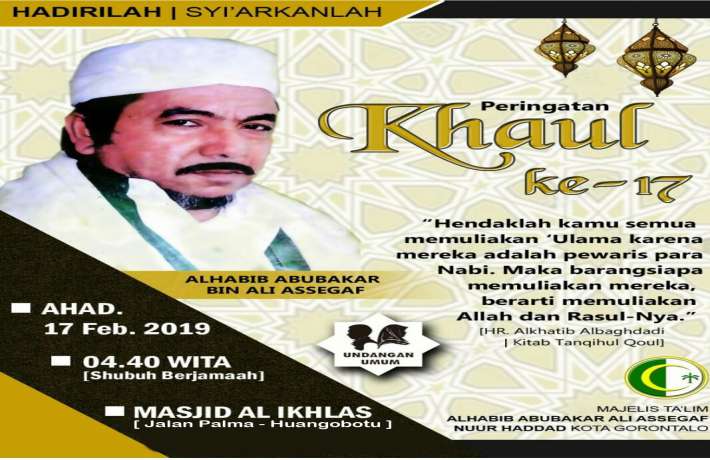 HADIRILAH | SYI'ARKANLAH
Peringatan
Khaul
ke-17
"Hendaklah kamu semua
memuliakan 'Ulama karena
mereka adalah pewaris para
Nabi. Maka barangsiapa
memuliakan mereka,
berarti memuliakan
Allah dan Rasul-Nya."
[HR. Alkhatib Albaghdadi
| Kitab Tanqihul Qoul]
ALHABIB ABUBAKAR
BIN ALI ASSEGAF
AHAD.
17 Feb. 2019
04.40 WITA
[Shubuh Berjamaah]
MASJID AL IKHLAS
[ Jalan Palma - Huangobotu ]
UNDANGAN
UMUM
MAJELIS TA'LIM
ALHABIB ABUBAKAR ALI ASSEGAF
NUUR HADDAD KOTA GORONTALO